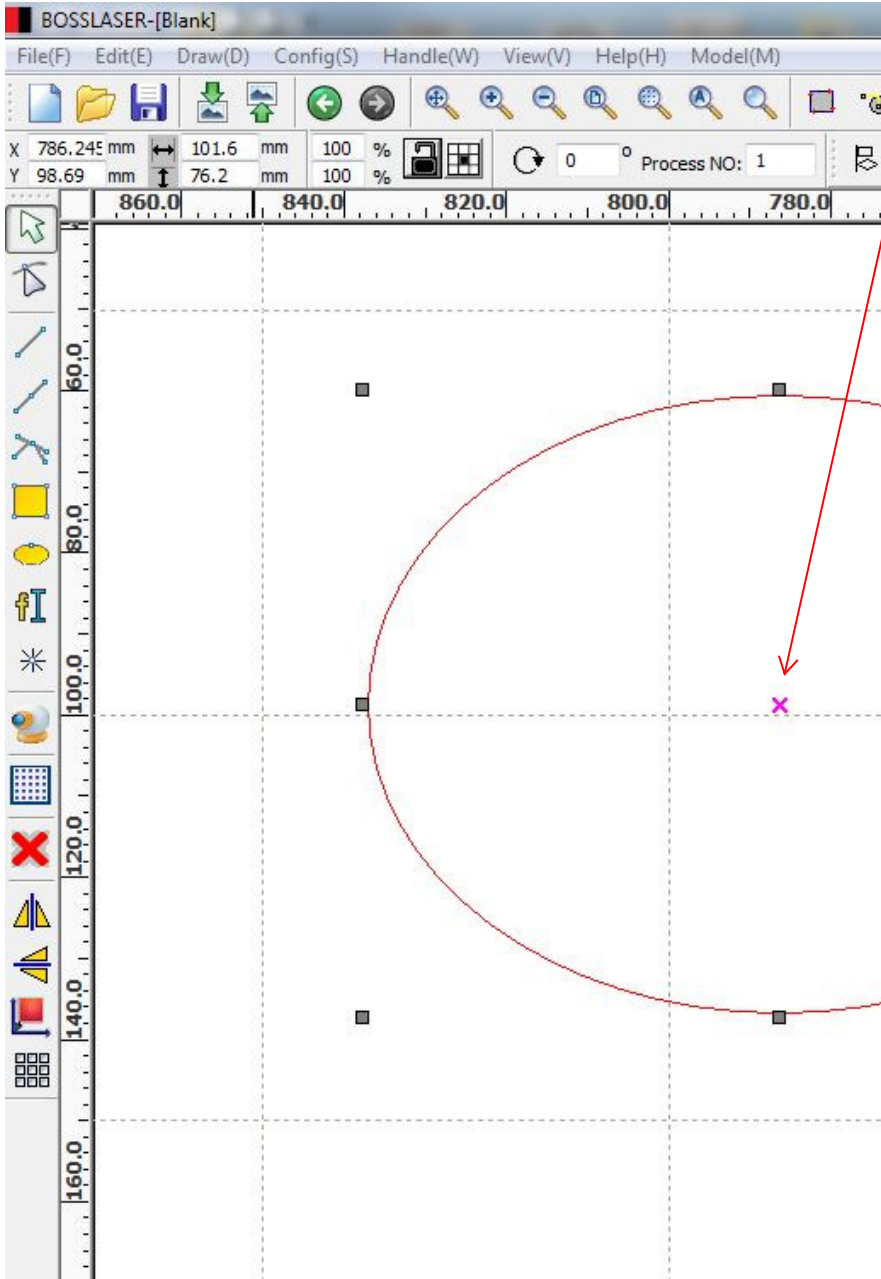 BOSSLASER-[Blank]
File(F) Edit(E) Draw(D) Config(S) Handle(W) View(V) Help(H) Model(M)
X 786.245 mm 101.6 mm 100 %
Y 98.69 mm 76.2 mm 100 %
0 ° Process NO: 1
860.0 840.0 820.0 800.0 780.0
60.0
80.0
100.0
120.0
140.0
160.0